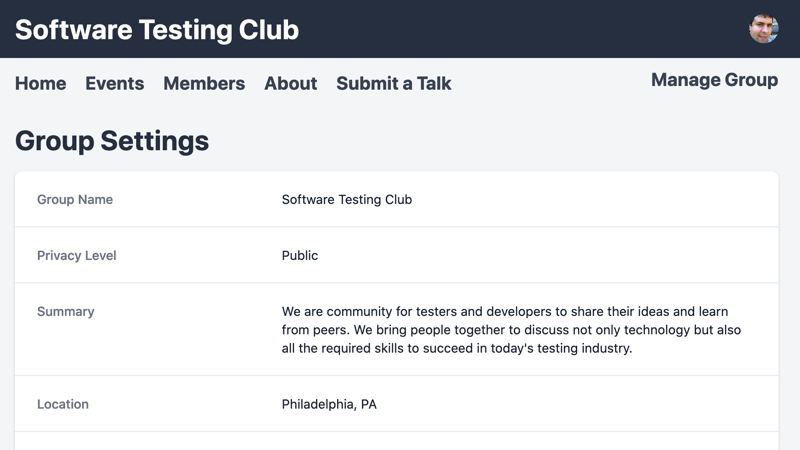 Software Testing Club
Home Events Members About Submit a Talk Manage Group
Group Settings
Group Name Software Testing Club
Privacy Level Public
Summary We are community for testers and developers to share their ideas and learn
from peers. We bring people together to discuss not only technology but also
all the required skills to succeed in today's testing industry.
Location Philadelphia, PA